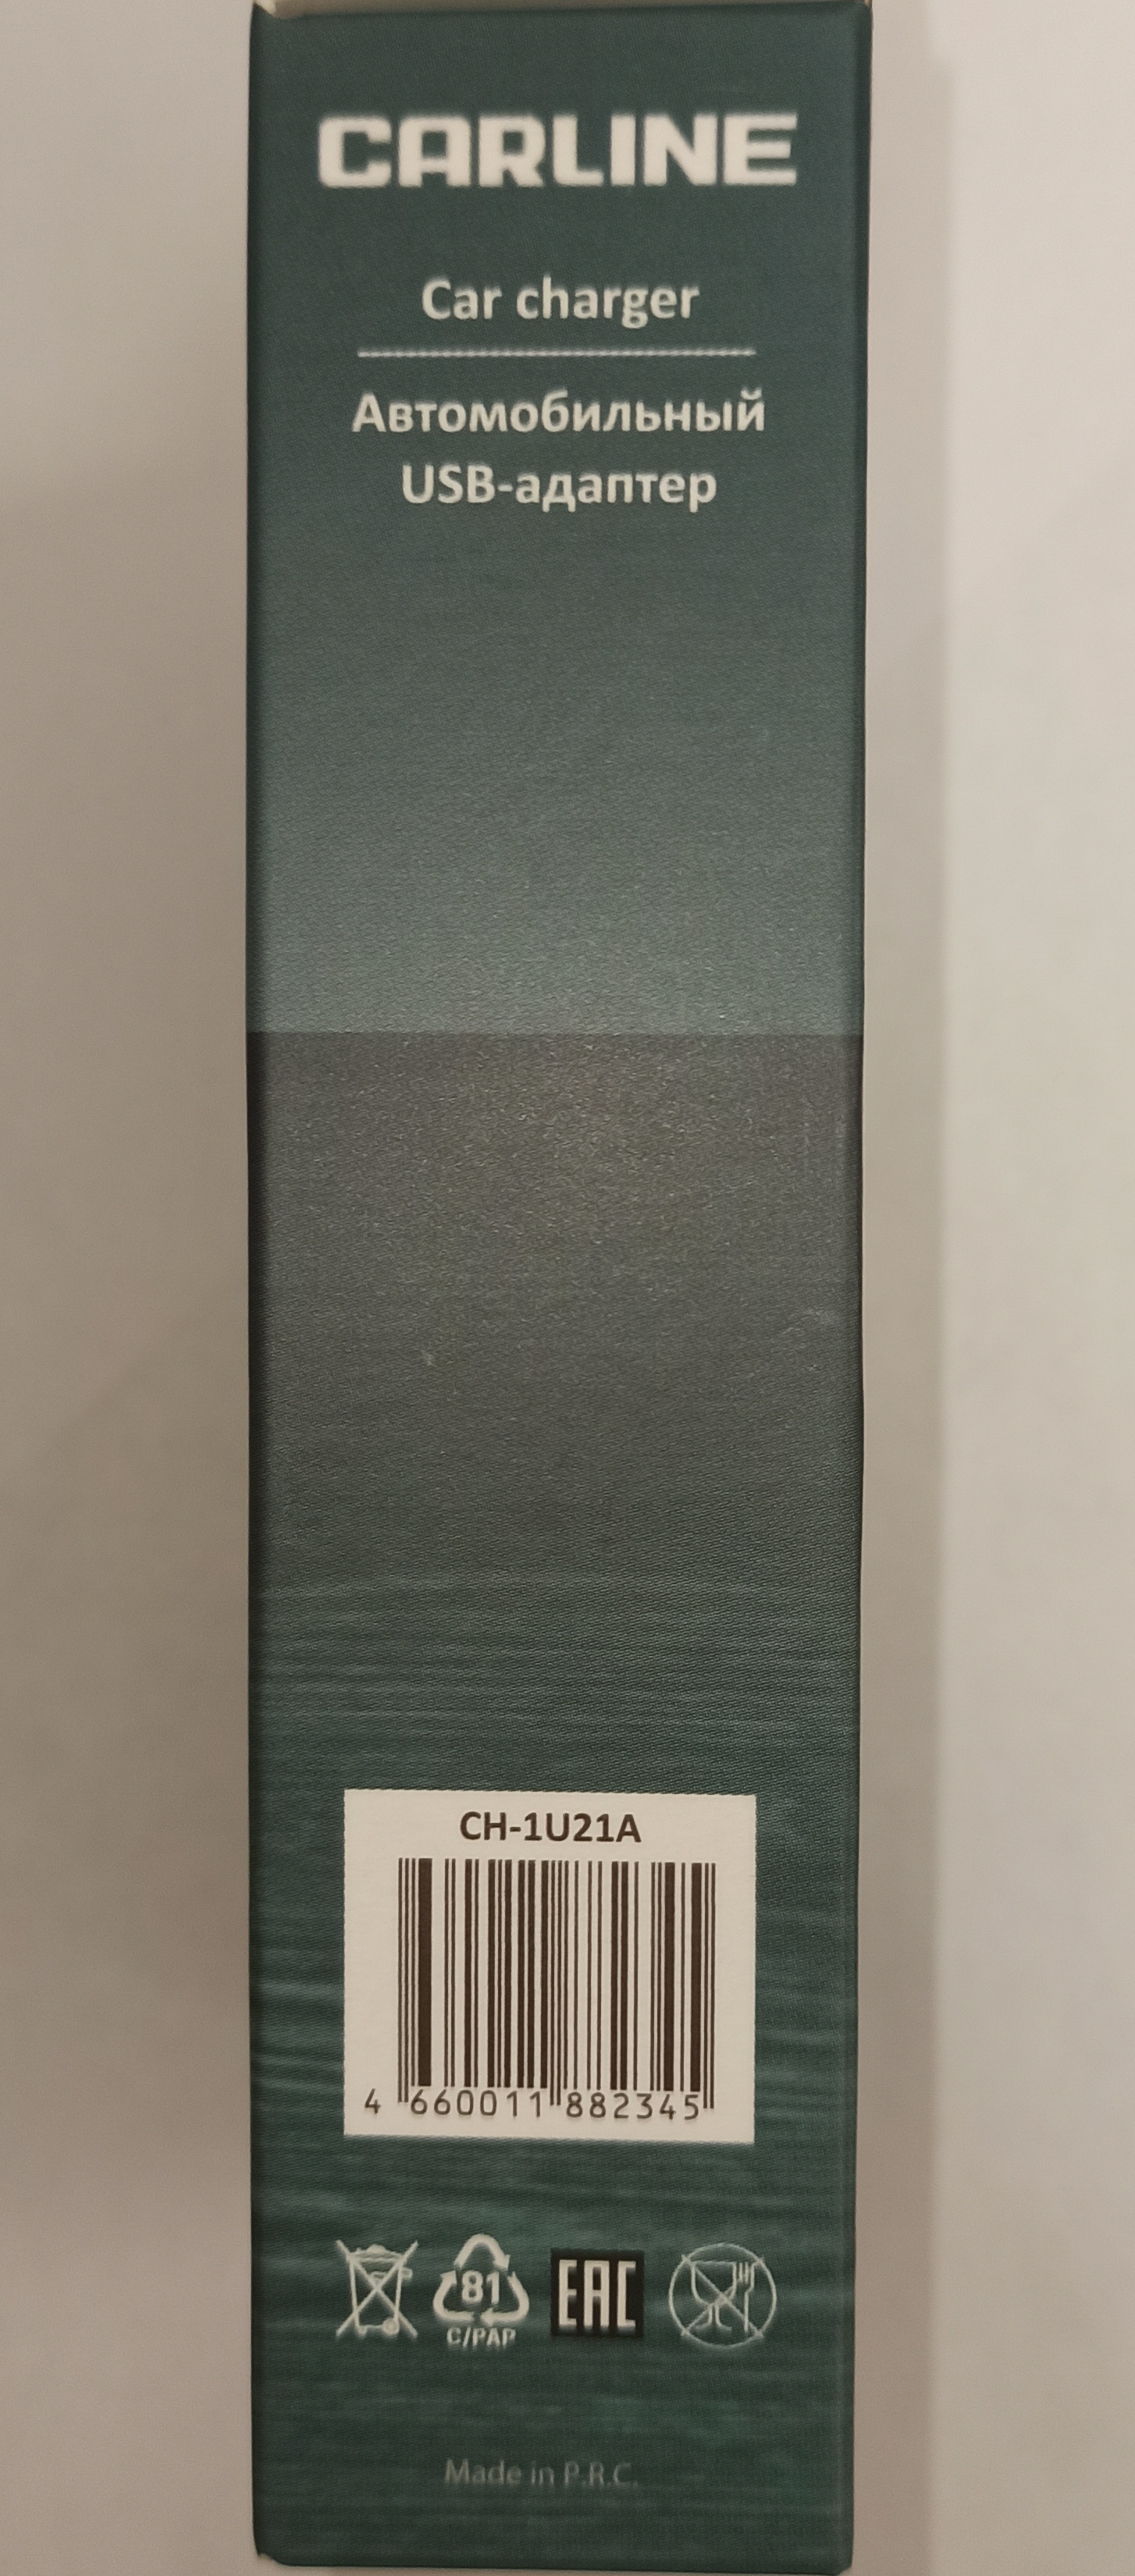 CARLINE
Car charger
Автомобильный
USB-адаптер
CH-1U21A
4 660011 882345
81
C/PAP
EAC
Made in P.R.C.